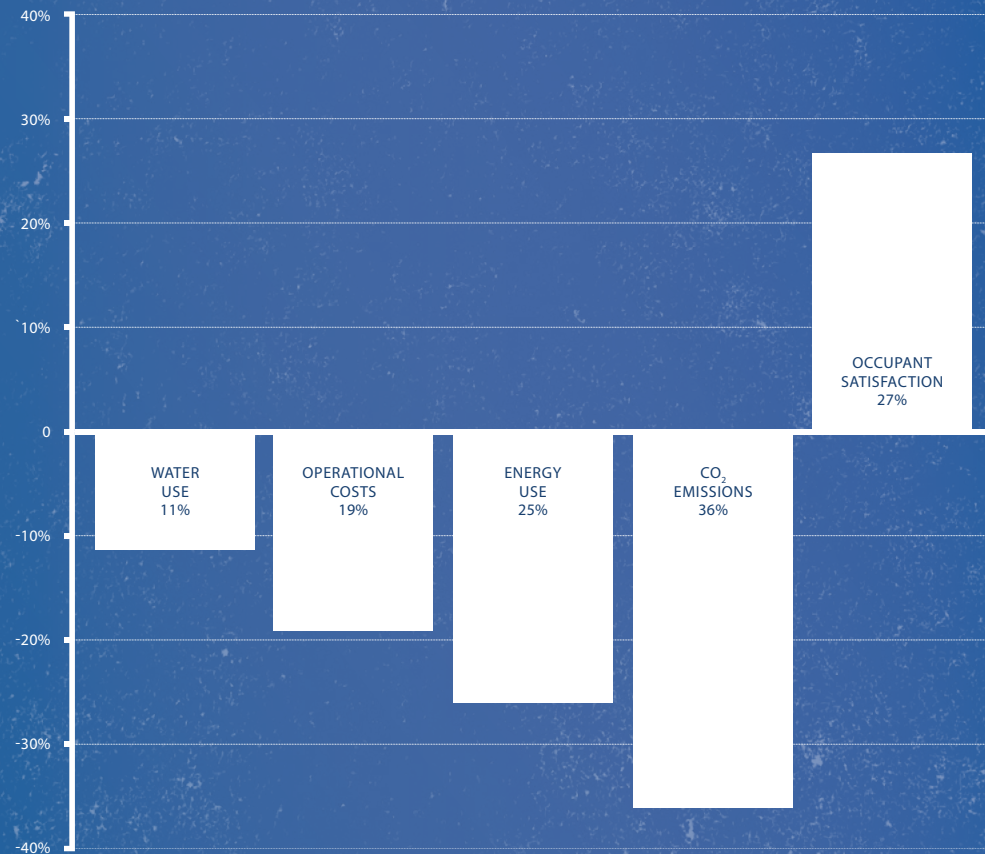 40%
30%
20%
`10%
0
-10%
-20%
-30%
-40%
WATER
USE
11%
OPERATIONAL
COSTS
19%
ENERGY
USE
25%
CO₂
EMISSIONS
36%
OCCUPANT
SATISFACTION
27%